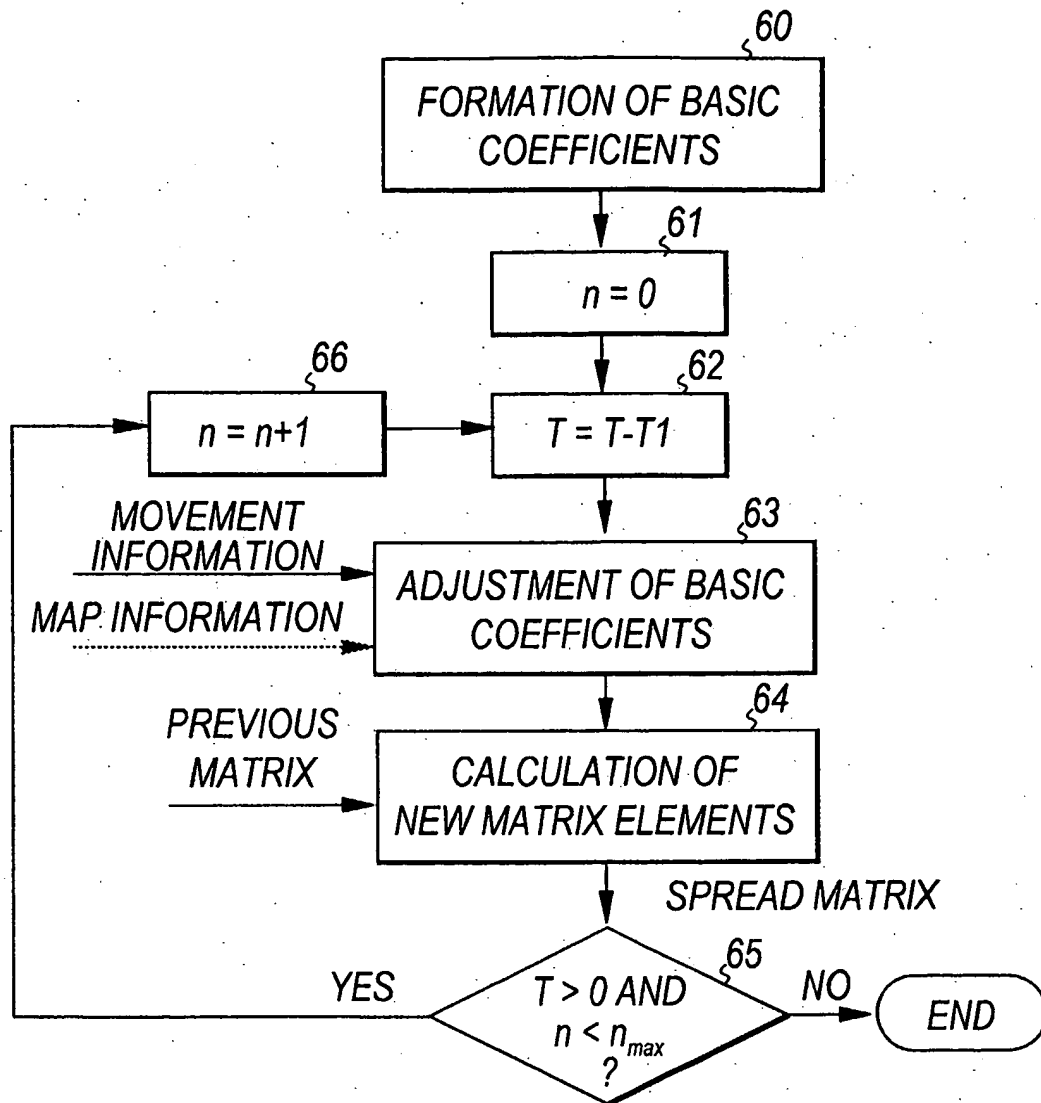 60
FORMATION OF BASIC
COEFFICIENTS
61
n = 0
66
n = n+1
62
T = T-T1
MOVEMENT
INFORMATION
MAP INFORMATION
63
ADJUSTMENT OF BASIC
COEFFICIENTS
PREVIOUS
MATRIX
64
CALCULATION OF
NEW MATRIX ELEMENTS
SPREAD MATRIX
65
YES
T > 0 AND
n < nmax
?
NO
END